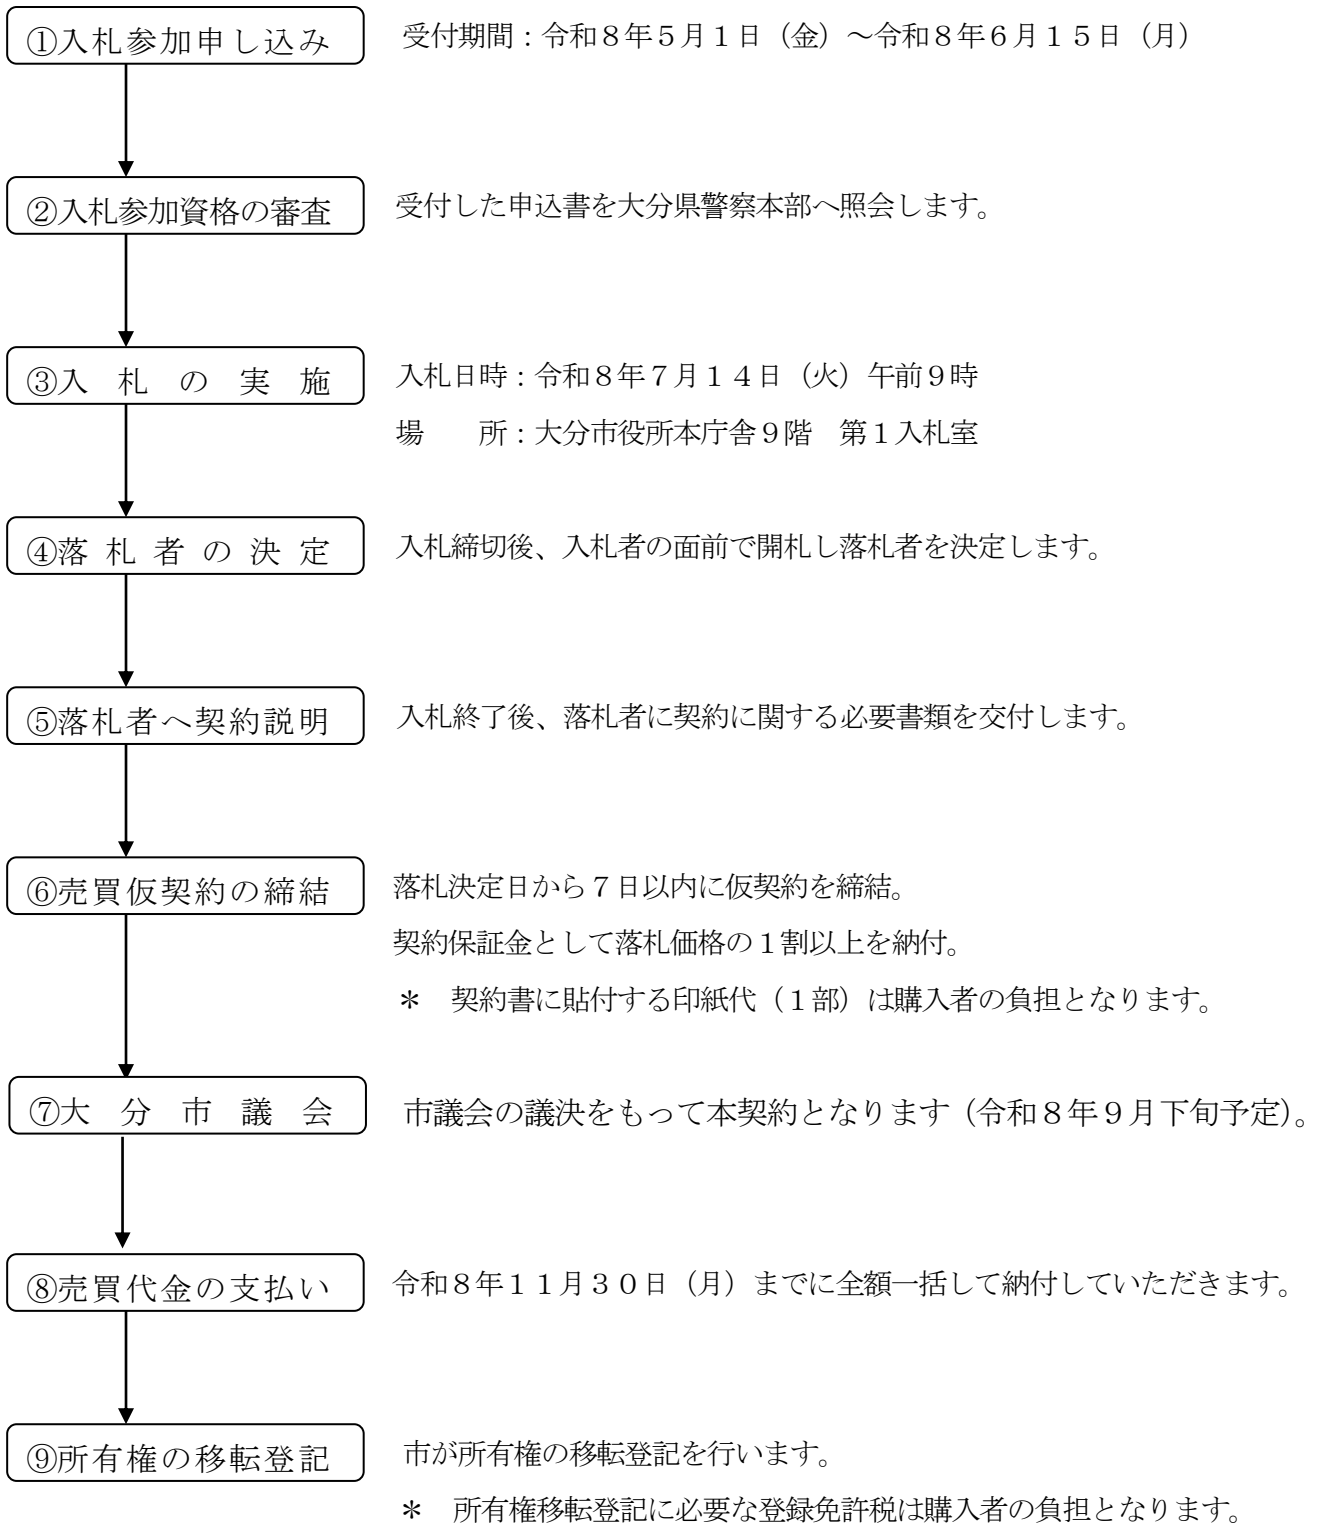 ①入札参加申し込み
受付期間：令和８年５月１日（金）～令和８年６月１５日（月）
②入札参加資格の審査
受付した申込書を大分県警察本部へ照会します。
③入札の実施
入札日時：令和８年７月１４日（火）午前９時
場　　所：大分市役所本庁舎９階　第１入札室
④落札者の決定
入札締切後、入札者の面前で開札し落札者を決定します。
⑤落札者へ契約説明
入札終了後、落札者に契約に関する必要書類を交付します。
⑥売買仮契約の締結
落札決定日から７日以内に仮契約を締結。
契約保証金として落札価格の１割以上を納付。
＊　契約書に貼付する印紙代（１部）は購入者の負担となります。
⑦大分市議会
市議会の議決をもって本契約となります（令和８年９月下旬予定）。
⑧売買代金の支払い
令和８年１１月３０日（月）までに全額一括して納付していただきます。
⑨所有権の移転登記
市が所有権の移転登記を行います。
＊　所有権移転登記に必要な登録免許税は購入者の負担となります。